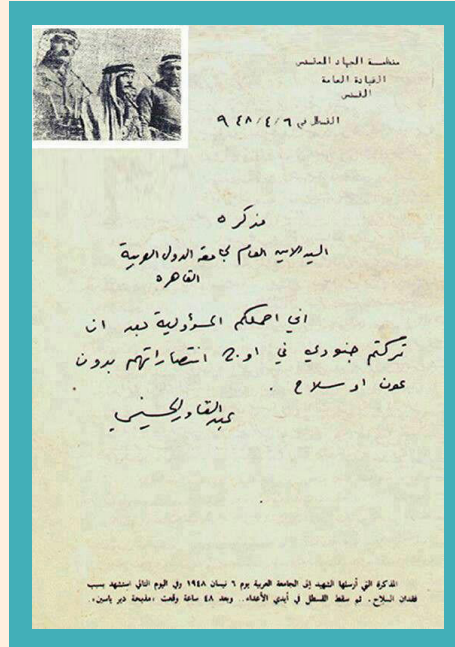 منظمة الجهاد المقدس
القيادة العامة
القدس
القسطل في ٩٤٨/٤/٦
مذكره
السيد الامين العام لجامعة الدول العربية
القاهره
اني احملكم المسؤولية بعد ان
تركتم جنودي في اوج انتصاراتهم بدون
عون او سلاح .
عبد القادر الحسيني
المذكرة التي أرسلها الشهيد إلى الجامعة العربية يوم ٦ نيسان ١٩٤٨ وفي اليوم التالي استشهد بسبب
فقدان السلاح . ثم سقط القسطل في أيدي الأعداء.. وبعد ٤٨ ساعة وقعت «مذبحة دير ياسين»